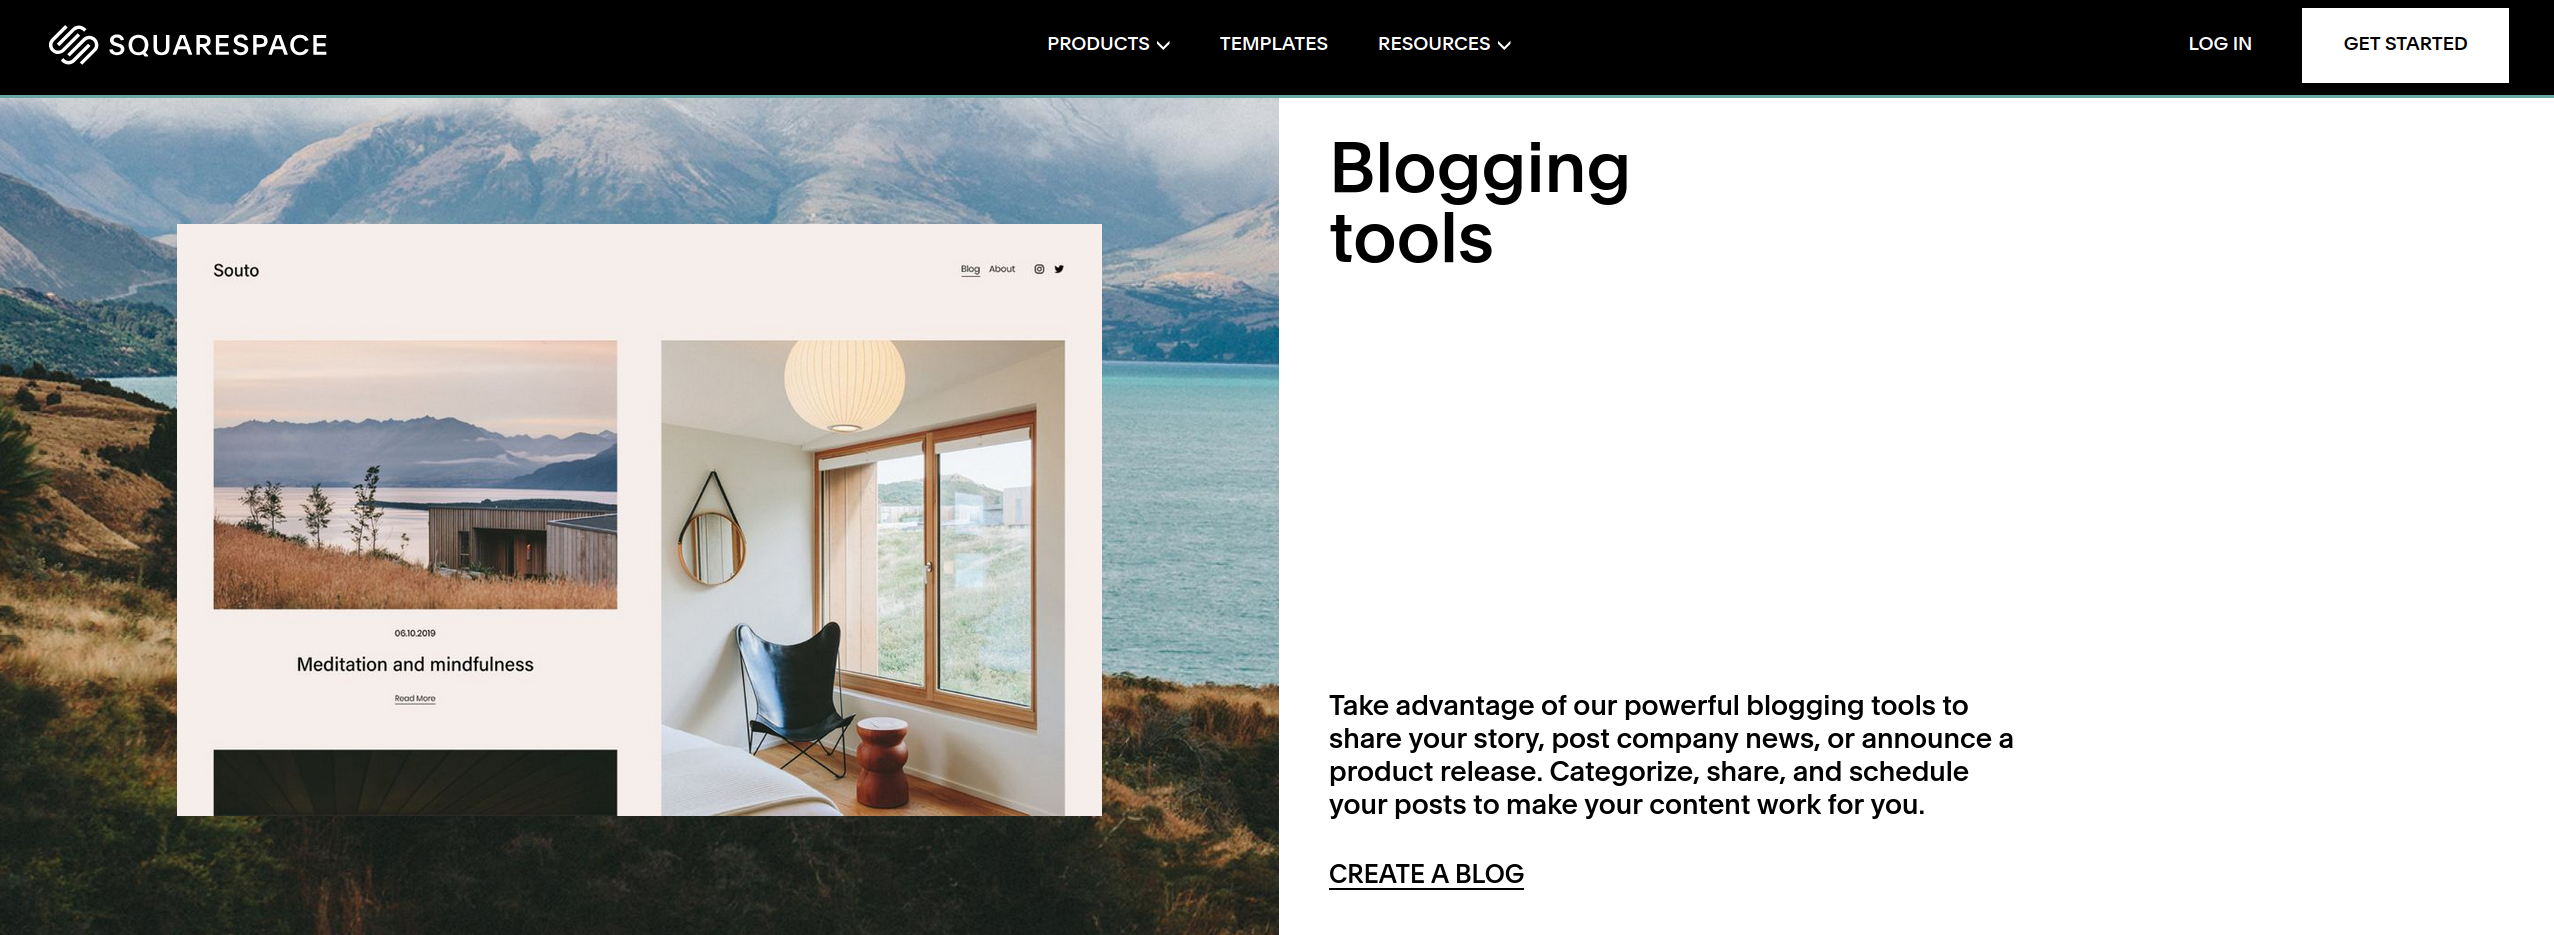 SQUARESPACE
PRODUCTS
TEMPLATES
RESOURCES
LOG IN
GET STARTED
Souto
Blog
About
06.10.2019
Meditation and mindfulness
Read More
Blogging
tools
Take advantage of our powerful blogging tools to
share your story, post company news, or announce a
product release. Categorize, share, and schedule
your posts to make your content work for you.
CREATE A BLOG